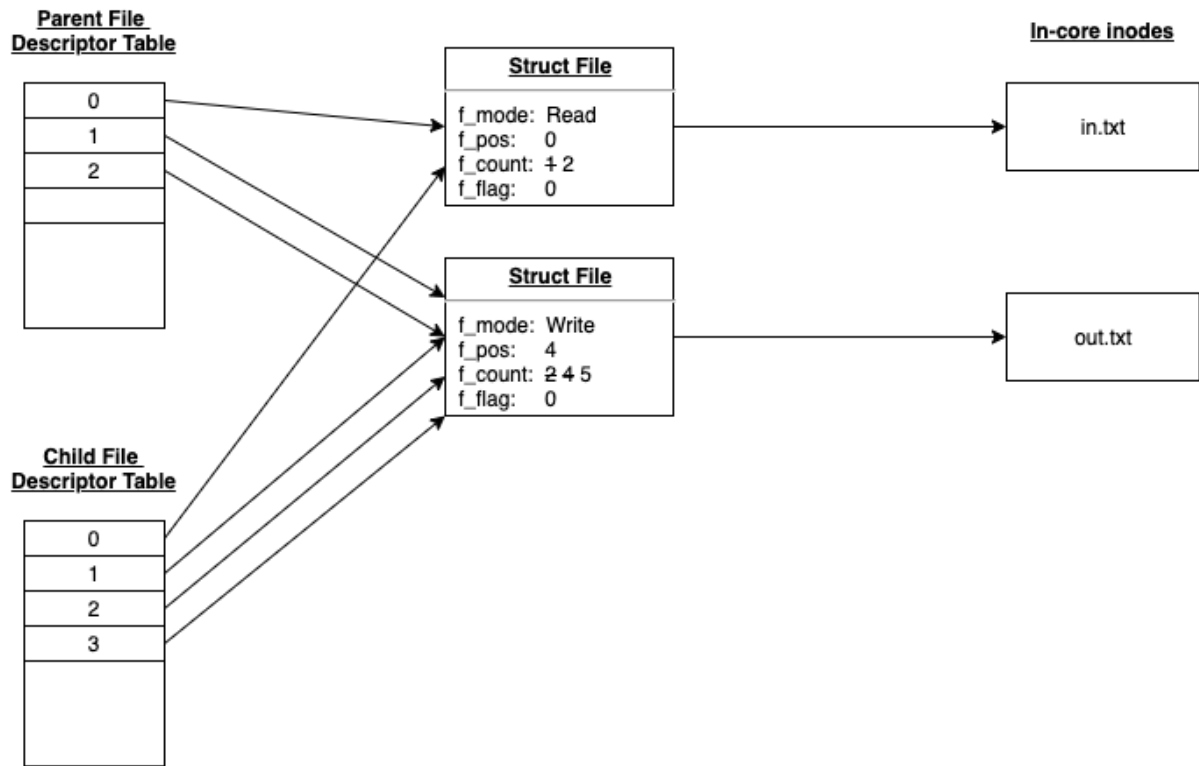 Parent File
Descriptor Table
0
1
2
Struct File
f_mode: Read
f_pos: 0
f_count: 1 2
f_flag: 0
Struct File
f_mode: Write
f_pos: 4
f_count: 2 4 5
f_flag: 0
In-core inodes
in.txt
out.txt
Child File
Descriptor Table
0
1
2
3